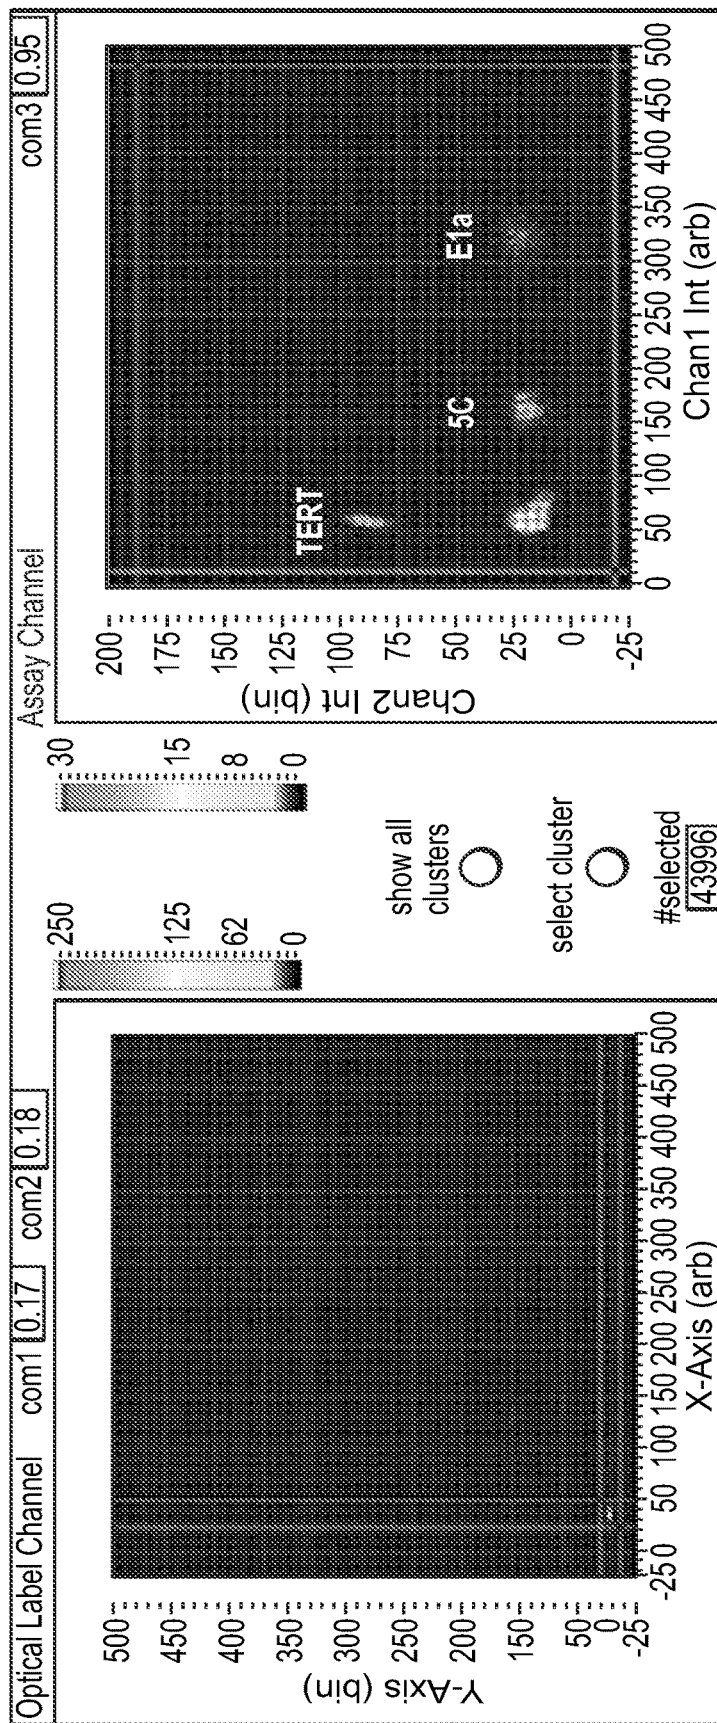 Optical Label Channel com1 0.17 com2 0.18
Assay Channel com3 0.95
Y-Axis (bin)
500
450
400
350
300
250
200
150
50
0
-25
-25 0 50 100 150 200 250 300 350 400 450 500
X-Axis (arb)
250
125
62
0
30
15
8
0
show all
clusters
select cluster
#selected
43996
Chan2 Int (bin)
200
175
150
125
100
75
50
25
0
-25
TERT
5C
E1a
0 50 100 150 200 250 300 350 400 450 500
Chan1 Int (arb)